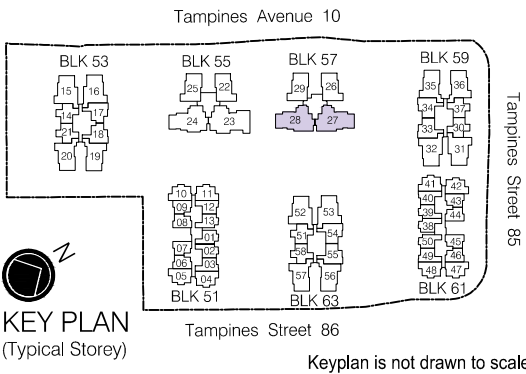 Tampines Avenue 10
BLK 53
BLK 55
BLK 57
BLK 59
15 16
14 17
21 18
20 19
25 22
24 23
29 26
28 27
35 36
34 37
33 30
32 31
Tampines Street 85
10 11
09 12
08 13
01
07 02
06 03
05 04
BLK 51
52 53
51 54
58 55
57 56
BLK 63
41 42
40 43
39 44
38
50 45
49 46
48 47
BLK 61
N
KEY PLAN
(Typical Storey)
Tampines Street 86
Keyplan is not drawn to scale